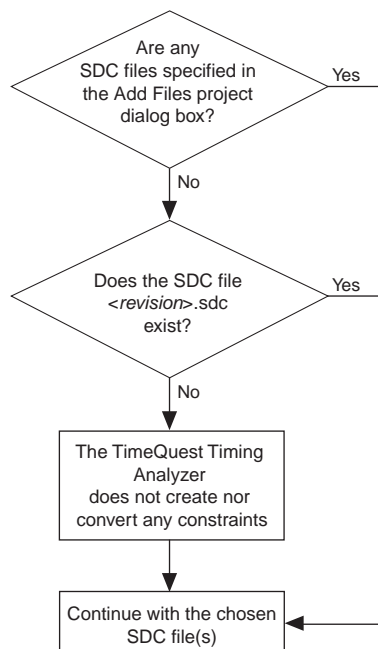 Are any
SDC files specified in
the Add Files project
dialog box?
Yes
No
Does the SDC file
<revision>.sdc
exist?
Yes
No
The TimeQuest Timing
Analyzer
does not create nor
convert any constraints
Continue with the chosen
SDC file(s)